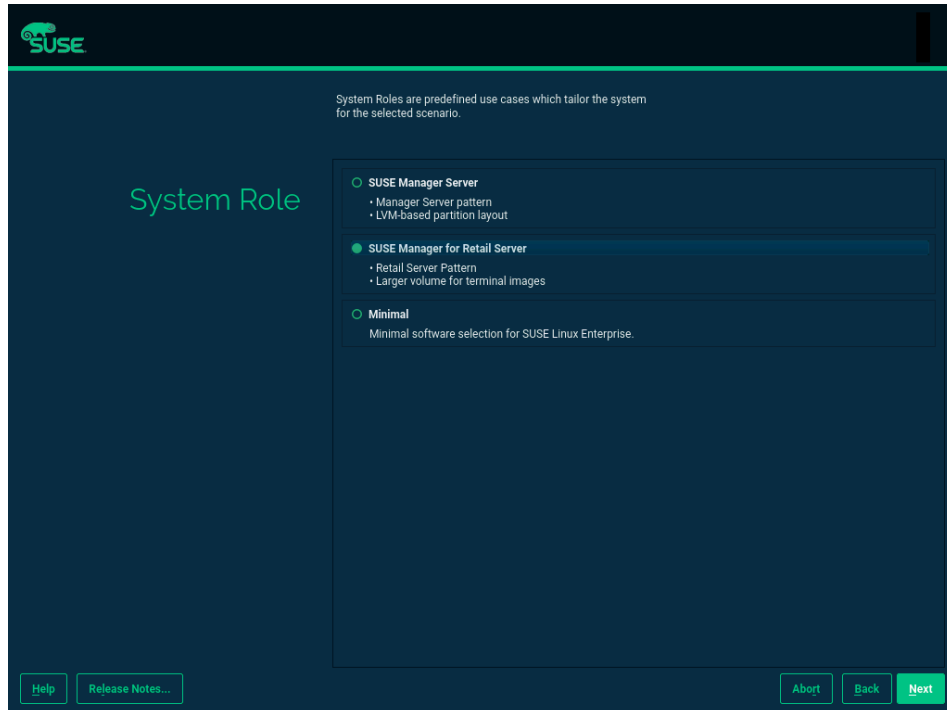 SUSE
System Roles are predefined use cases which tailor the system
for the selected scenario.
System Role
SUSE Manager Server
• Manager Server pattern
• LVM-based partition layout
SUSE Manager for Retail Server
• Retail Server Pattern
• Larger volume for terminal images
Minimal
Minimal software selection for SUSE Linux Enterprise.
Help
Release Notes...
Abort
Back
Next